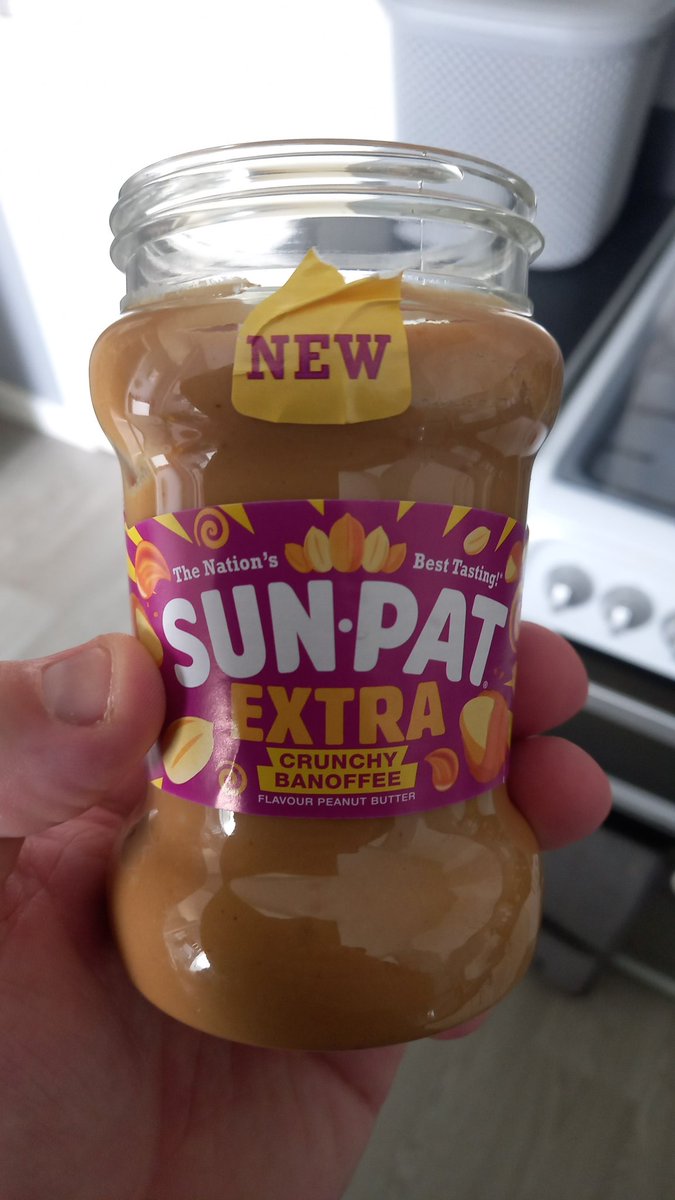 NEW
The Nation's Best Tasting!*
SUN·PAT®
EXTRA
CRUNCHY
BANOFFEE
FLAVOUR PEANUT BUTTER